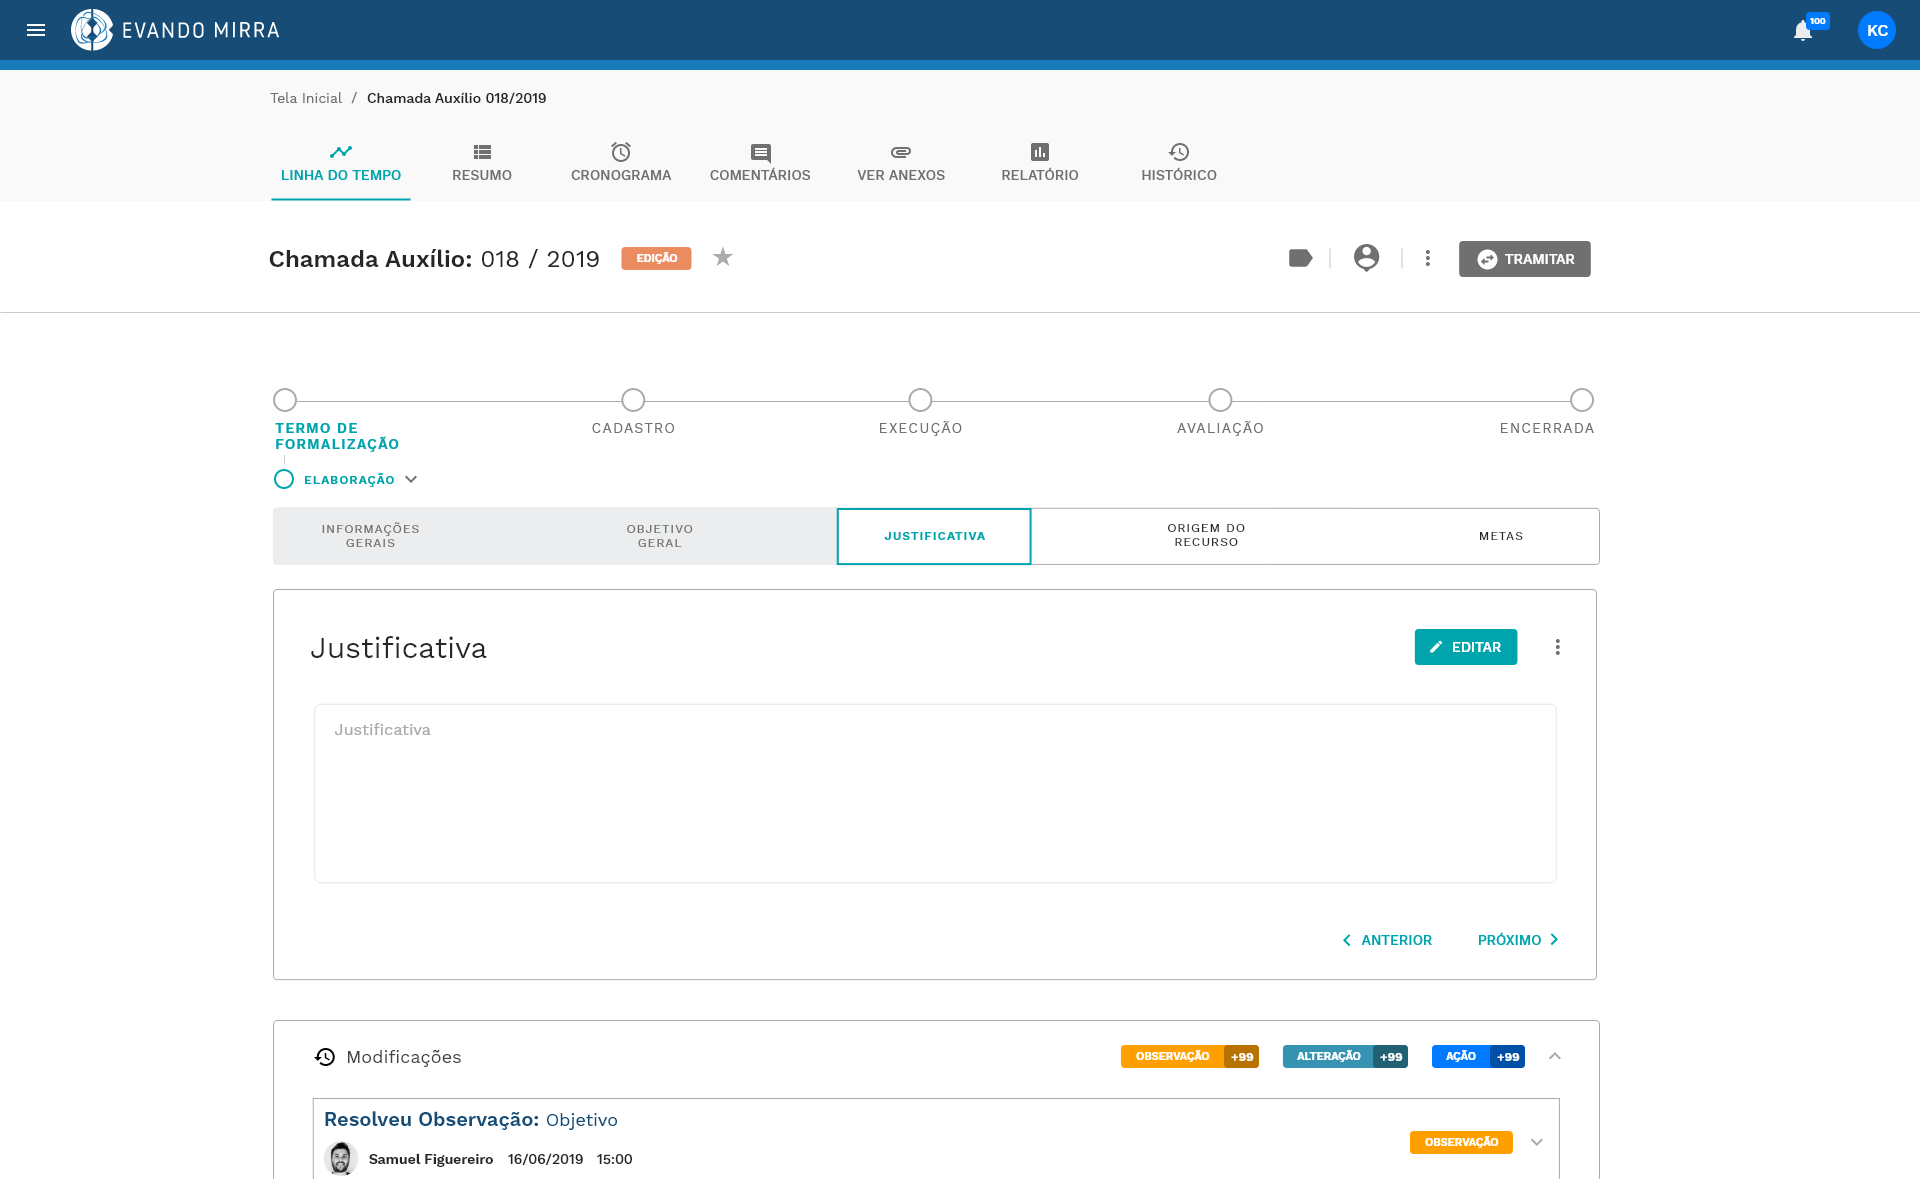 EVANDO MIRRA
100
KC
Tela Inicial / Chamada Auxílio 018/2019
LINHA DO TEMPO
RESUMO
CRONOGRAMA
COMENTÁRIOS
VER ANEXOS
RELATÓRIO
HISTÓRICO
Chamada Auxílio: 018 / 2019
EDIÇÃO
TRAMITAR
TERMO DE
FORMALIZAÇÃO
CADASTRO
EXECUÇÃO
AVALIAÇÃO
ENCERRADA
ELABORAÇÃO
INFORMAÇÕES
GERAIS
OBJETIVO
GERAL
JUSTIFICATIVA
ORIGEM DO
RECURSO
METAS
Justificativa
EDITAR
Justificativa
ANTERIOR
PRÓXIMO
Modificações
OBSERVAÇÃO +99
ALTERAÇÃO +99
AÇÃO +99
Resolveu Observação: Objetivo
OBSERVAÇÃO
Samuel Figuereiro 16/06/2019 15:00